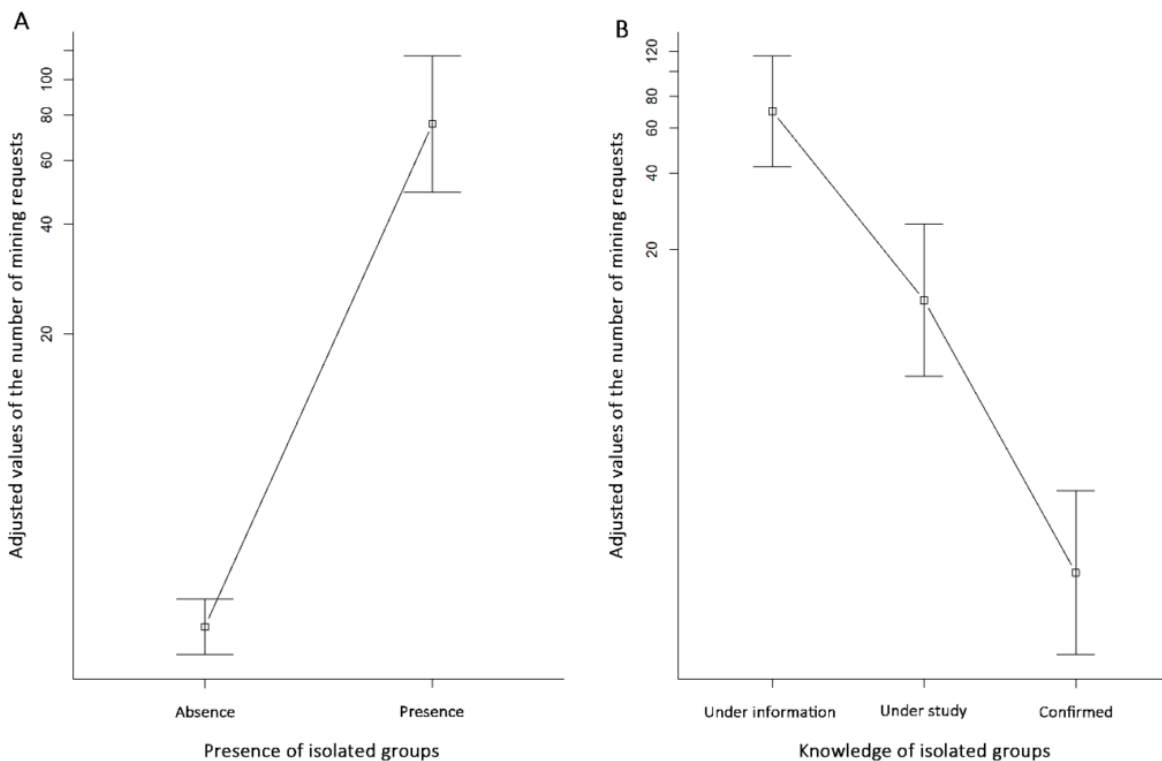 A
Adjusted values of the number of mining requests
100
80
60
40
20
Absence
Presence
Presence of isolated groups
B
Adjusted values of the number of mining requests
120
80
60
40
20
Under information
Under study
Confirmed
Knowledge of isolated groups